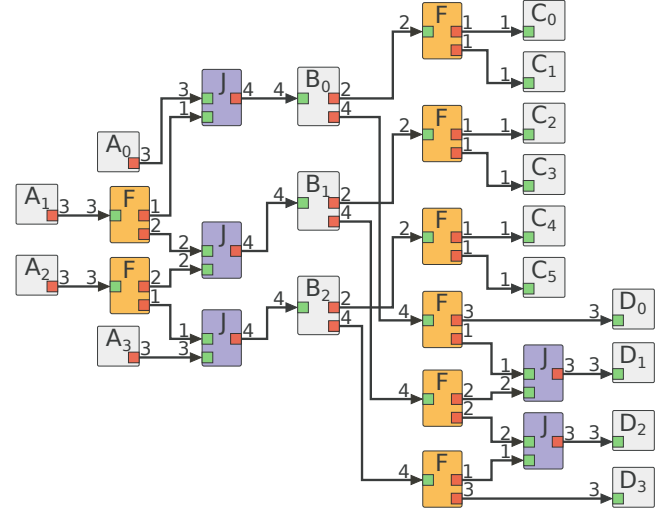 F
2 1 1 C₀
1 1 C₁
J
3 4 4 B₀ 2
1 4
A₀ 3
F
2 1 1 C₂
1 1 C₃
A₁ 3 3 F 1
2
J
2 4
2
4 B₁ 2
4
F
2 1 1 C₄
1 1 C₅
A₂ 3 3 F 2
1
J
1 4
3
A₃ 3
4 B₂ 2
4
F
4 3 3 D₀
1
J
1 3 3 D₁
2
F
4 2
2
J
2 3 3 D₂
1
F
4 1
3 3 D₃